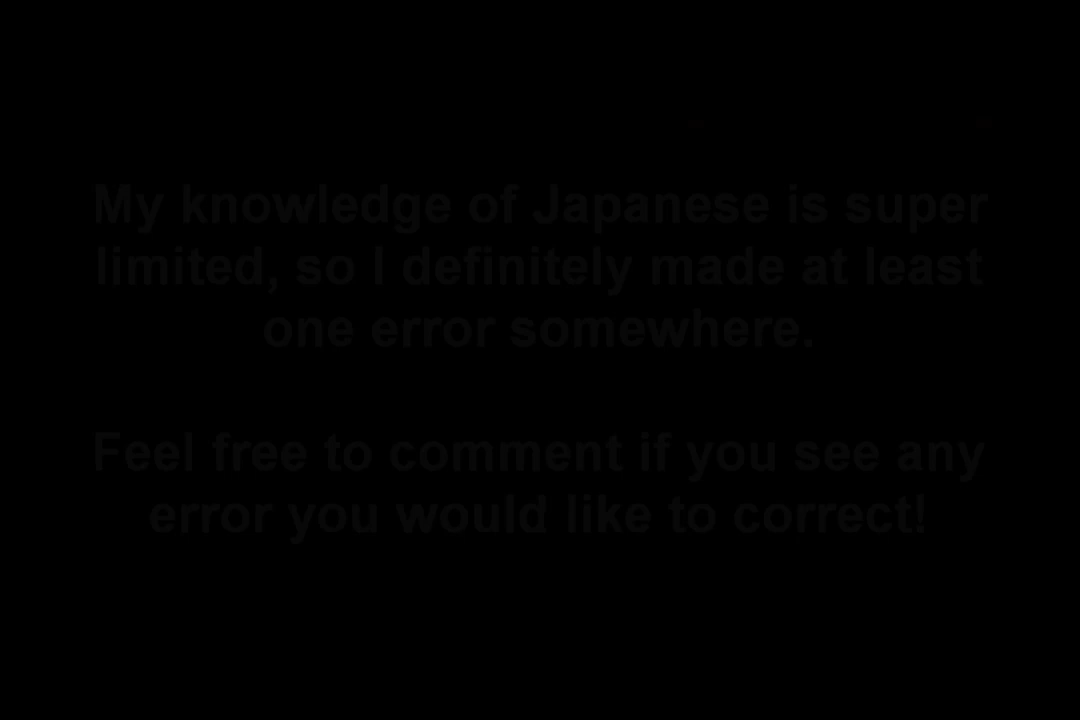 My knowledge of Japanese is super
limited, so I definitely made at least
one error somewhere.
Feel free to comment if you see any
error you would like to correct!